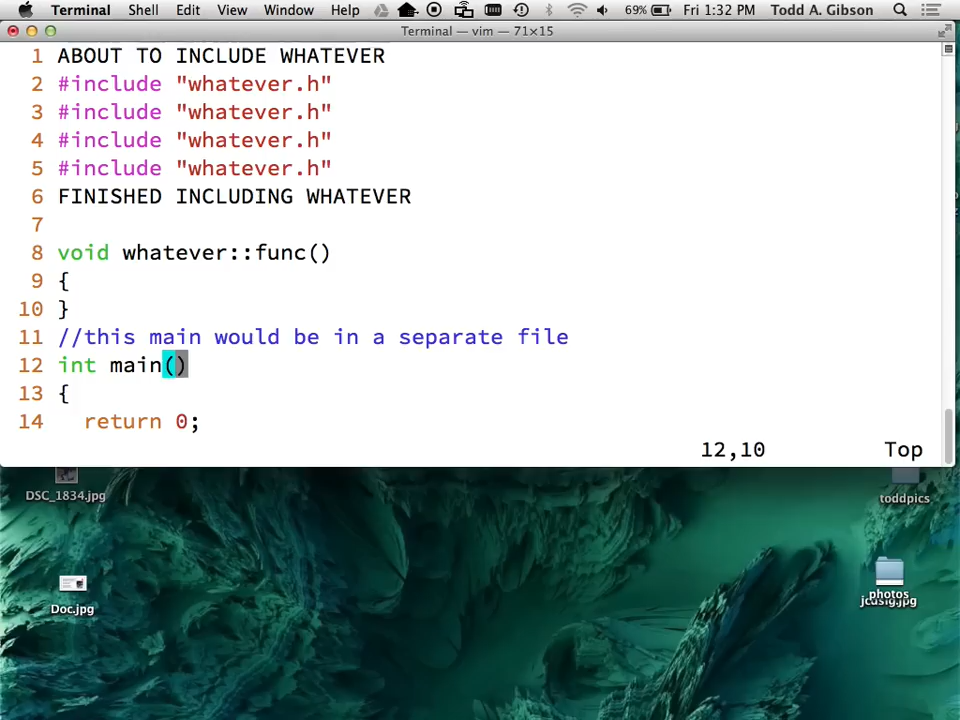 Terminal Shell Edit View Window Help 69% Fri 1:32 PM Todd A. Gibson
Terminal — vim — 71×15
1 ABOUT TO INCLUDE WHATEVER
2 #include "whatever.h"
3 #include "whatever.h"
4 #include "whatever.h"
5 #include "whatever.h"
6 FINISHED INCLUDING WHATEVER
7
8 void whatever::func()
9 {
10 }
11 //this main would be in a separate file
12 int main()
13 {
14 return 0;
12,10 Top
DSC_1834.jpg
toddpics
Doc.jpg
photos